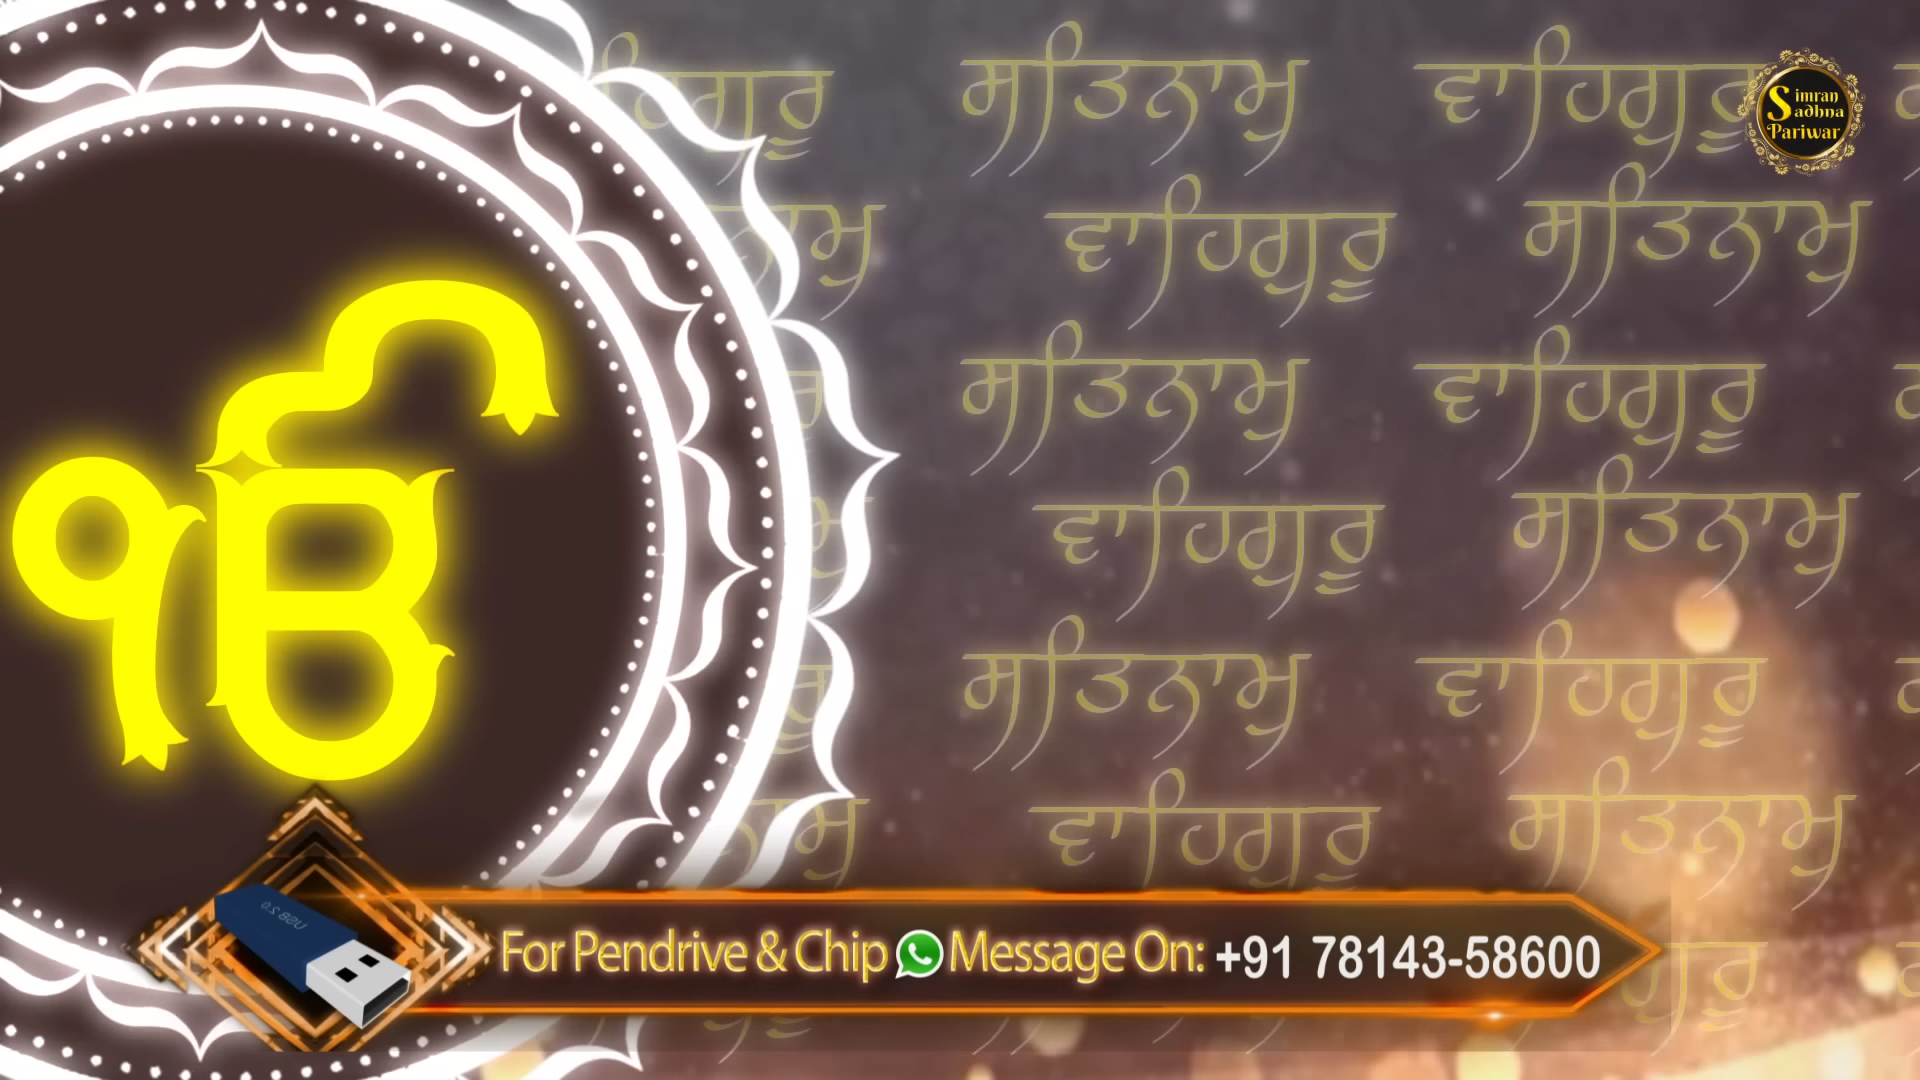 ਸਤਿਨਾਮੁ ਵਾਹਿਗੁਰੂ
Simran
Sadhna
Pariwar
ਵਾਹਿਗੁਰੂ ਸਤਿਨਾਮੁ
ਸਤਿਨਾਮੁ ਵਾਹਿਗੁਰੂ
ੴ
ਵਾਹਿਗੁਰੂ ਸਤਿਨਾਮੁ
ਸਤਿਨਾਮੁ ਵਾਹਿਗੁਰੂ
ਵਾਹਿਗੁਰੂ ਸਤਿਨਾਮੁ
USB 2.0
For Pendrive & Chip Message On: +91 78143-58600